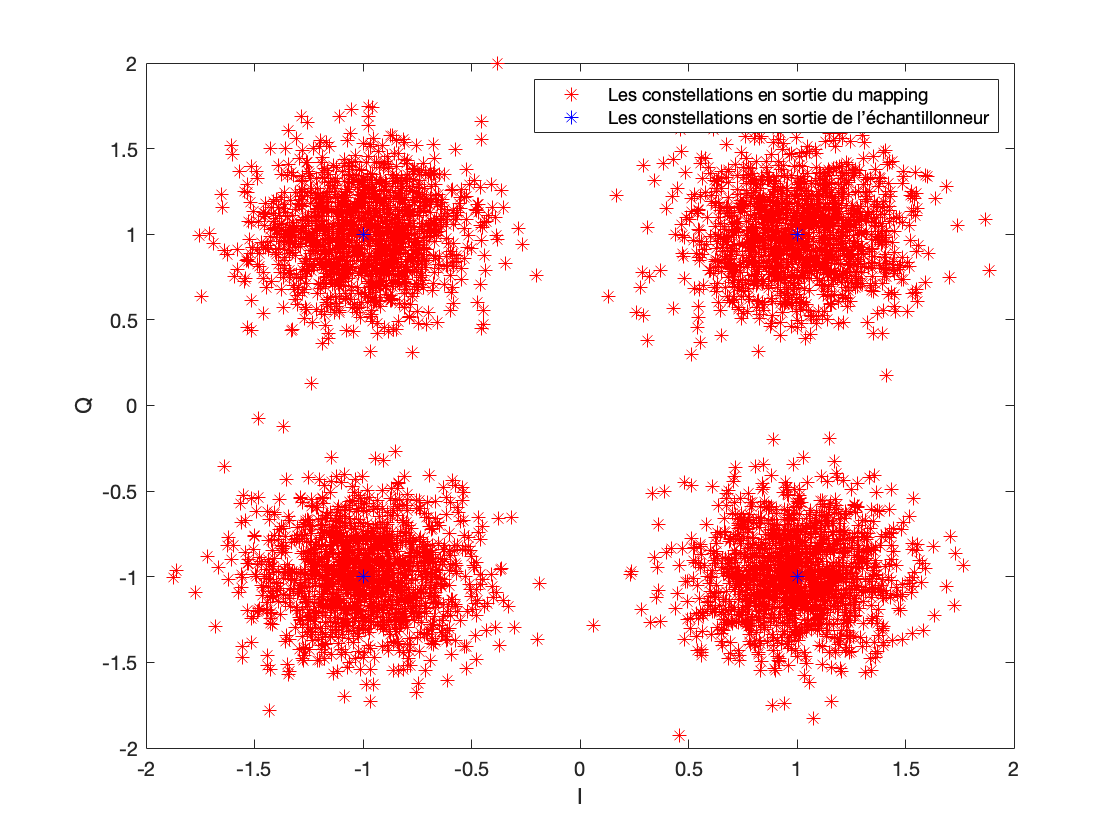 2
Les constellations en sortie du mapping
Les constellations en sortie de l'échantillonneur
1.5
1
0.5
Q
0
-0.5
-1
-1.5
-2
-2 -1.5 -1 -0.5 0 0.5 1 1.5 2
I